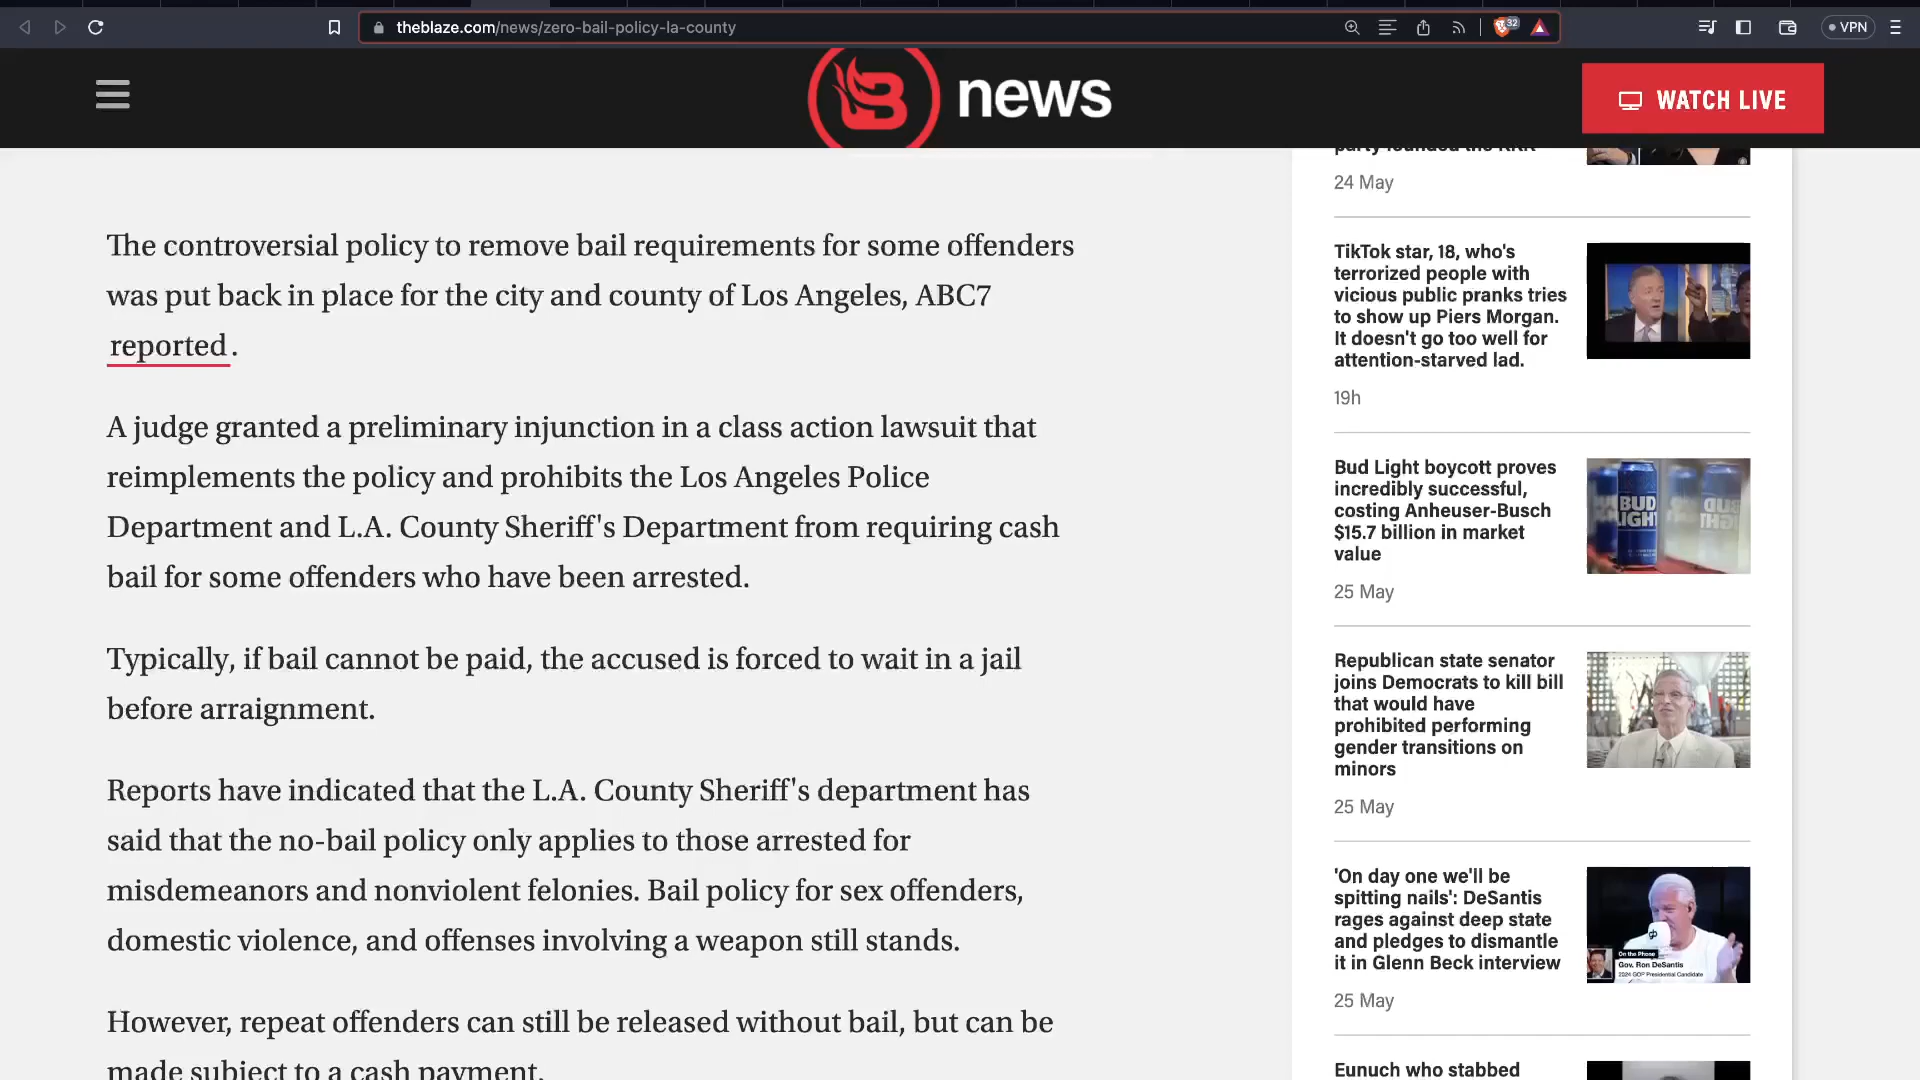 theblaze.com/news/zero-bail-policy-la-county
32
VPN
B news
WATCH LIVE
The controversial policy to remove bail requirements for some offenders
was put back in place for the city and county of Los Angeles, ABC7
reported.
A judge granted a preliminary injunction in a class action lawsuit that
reimplements the policy and prohibits the Los Angeles Police
Department and L.A. County Sheriff's Department from requiring cash
bail for some offenders who have been arrested.
Typically, if bail cannot be paid, the accused is forced to wait in a jail
before arraignment.
Reports have indicated that the L.A. County Sheriff's department has
said that the no-bail policy only applies to those arrested for
misdemeanors and nonviolent felonies. Bail policy for sex offenders,
domestic violence, and offenses involving a weapon still stands.
However, repeat offenders can still be released without bail, but can be
made subject to a cash payment.
party founded the KKK
24 May
TikTok star, 18, who's
terrorized people with
vicious public pranks tries
to show up Piers Morgan.
It doesn't go too well for
attention-starved lad.
19h
Bud Light boycott proves
incredibly successful,
costing Anheuser-Busch
$15.7 billion in market
value
BUD
LIGHT
25 May
Republican state senator
joins Democrats to kill bill
that would have
prohibited performing
gender transitions on
minors
25 May
'On day one we'll be
spitting nails': DeSantis
rages against deep state
and pledges to dismantle
it in Glenn Beck interview
On the Phone
Gov. Ron DeSantis
2024 GOP Presidential Candidate
25 May
Eunuch who stabbed